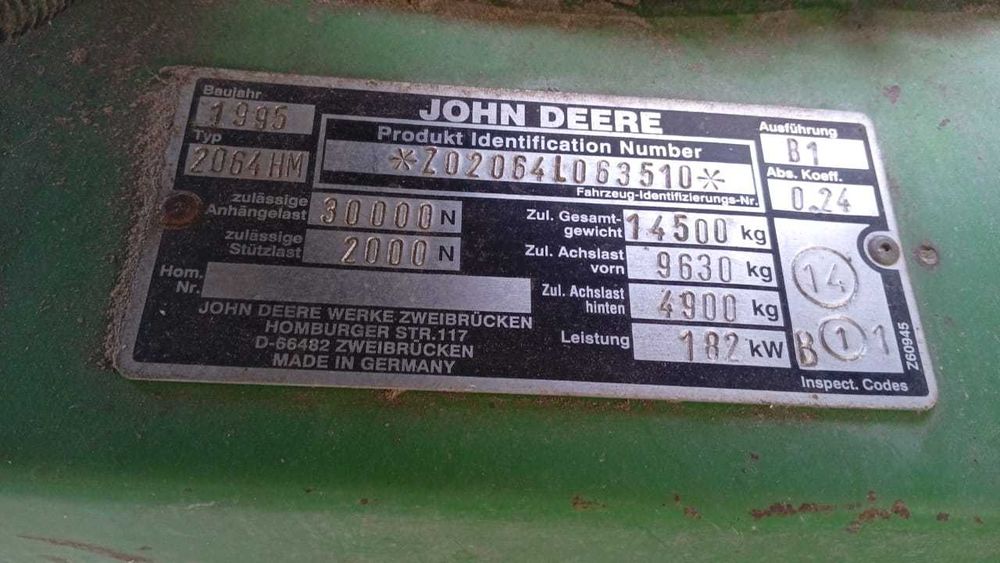 Baujahr
1995
Typ
2064HM
JOHN DEERE
Produkt Identification Number
*Z02064L063510*
Fahrzeug-Identifizierungs-Nr.
Ausführung
B1
Abs. Koeff.
0.24
zulässige
Anhängelast 30000 N
zulässige
Stützlast 2000 N
Hom.
Nr.
JOHN DEERE WERKE ZWEIBRÜCKEN
HOMBURGER STR.117
D-66482 ZWEIBRÜCKEN
MADE IN GERMANY
Zul. Gesamt-
gewicht 14500 kg
Zul. Achslast
vorn 9630 kg
Zul. Achslast
hinten 4900 kg
Leistung 182 kW
14
B 1 1
Inspect. Codes
Z60945